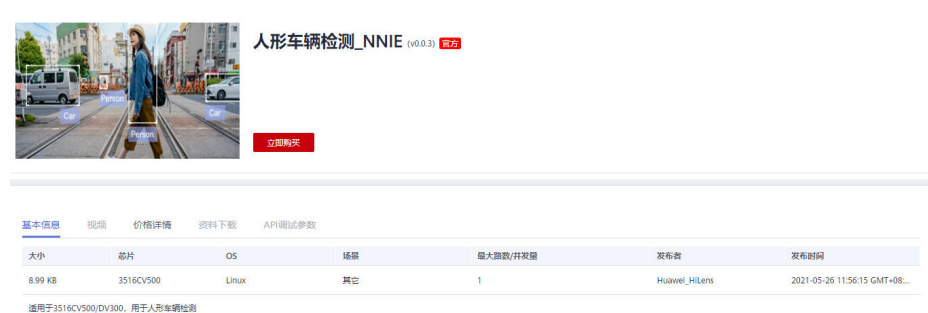 人形车辆检测_NNIE (v0.0.3) 官方
Person
Car
Car
Person
立即购买
基本信息 视频 价格详情 资料下载 API调试参数
大小 芯片 OS 场景 最大路数/并发量 发布者 发布时间
8.99 KB 3516CV500 Linux 其它 1 Huawei_HiLens 2021-05-26 11:56:15 GMT+08:...
适用于3516CV500/DV300，用于人形车辆检测